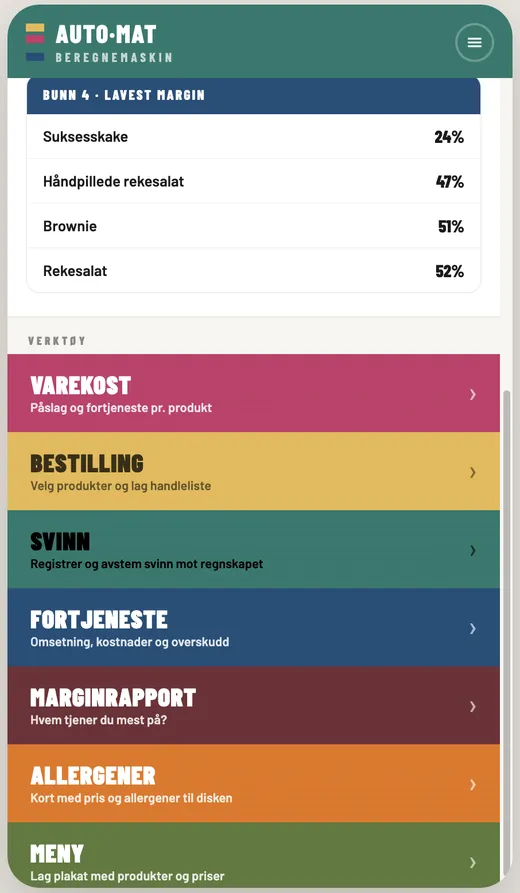 AUTO·MAT
BEREGNEMASKIN
BUNN 4 · LAVEST MARGIN
Suksesskake 24%
Håndpillede rekesalat 47%
Brownie 51%
Rekesalat 52%
VERKTØY
VAREKOST
Påslag og fortjeneste pr. produkt
BESTILLING
Velg produkter og lag handleliste
SVINN
Registrer og avstem svinn mot regnskapet
FORTJENESTE
Omsetning, kostnader og overskudd
MARGINRAPPORT
Hvem tjener du mest på?
ALLERGENER
Kort med pris og allergener til disken
MENY
Lag plakat med produkter og priser